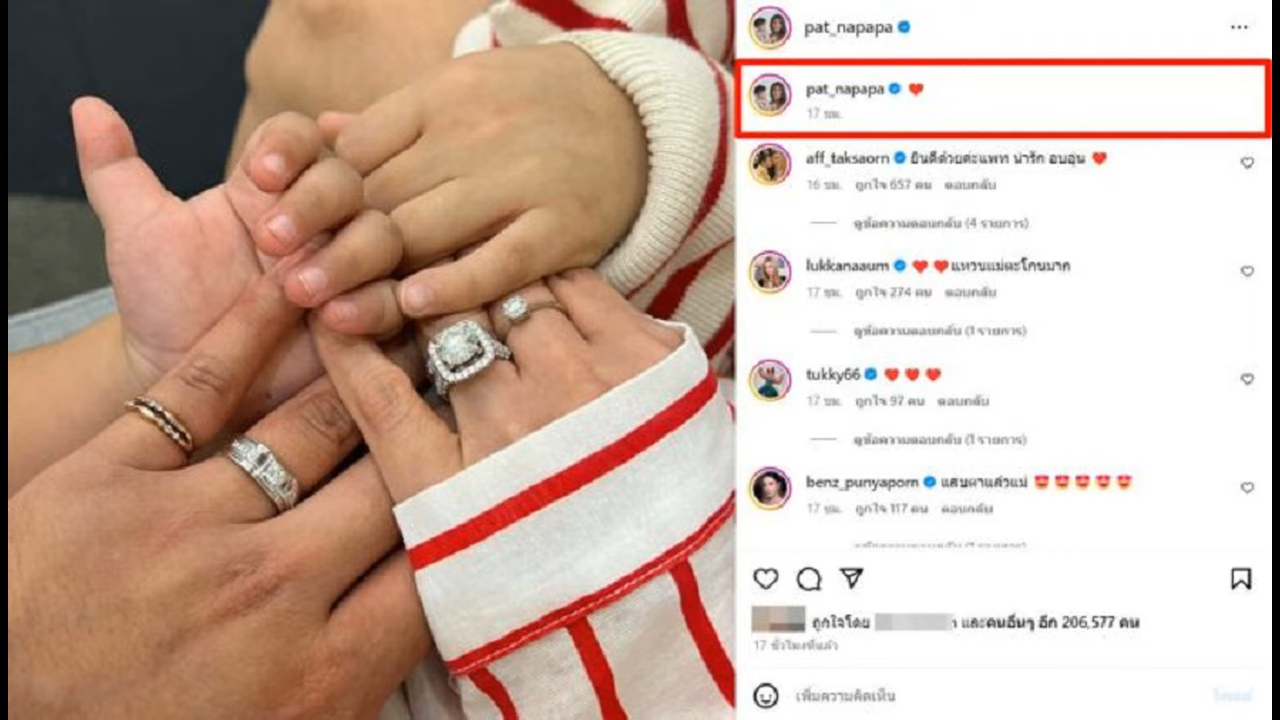 pat_napapa
pat_napapa ❤
17 ชม.
aff_taksaorn ยินดีด้วยค่ะแพท น่ารัก อบอุ่น ❤
16 ชม. ถูกใจ 657 คน ตอบกลับ
ดูข้อความตอบกลับ (4 รายการ)
lukkanaaum ❤ ❤ แหวนแม่ตะโกนมาก
17 ชม. ถูกใจ 274 คน ตอบกลับ
ดูข้อความตอบกลับ (1 รายการ)
tukky66 ❤ ❤ ❤
17 ชม. ถูกใจ 97 คน ตอบกลับ
ดูข้อความตอบกลับ (1 รายการ)
benz_punyaporn แสบตาแล้วแม่ 😍 😍 😍 😍 😍
17 ชม. ถูกใจ 117 คน ตอบกลับ
ถูกใจโดย และคนอื่นๆ อีก 206,577 คน
17 ชั่วโมงที่แล้ว
เพิ่มความคิดเห็น